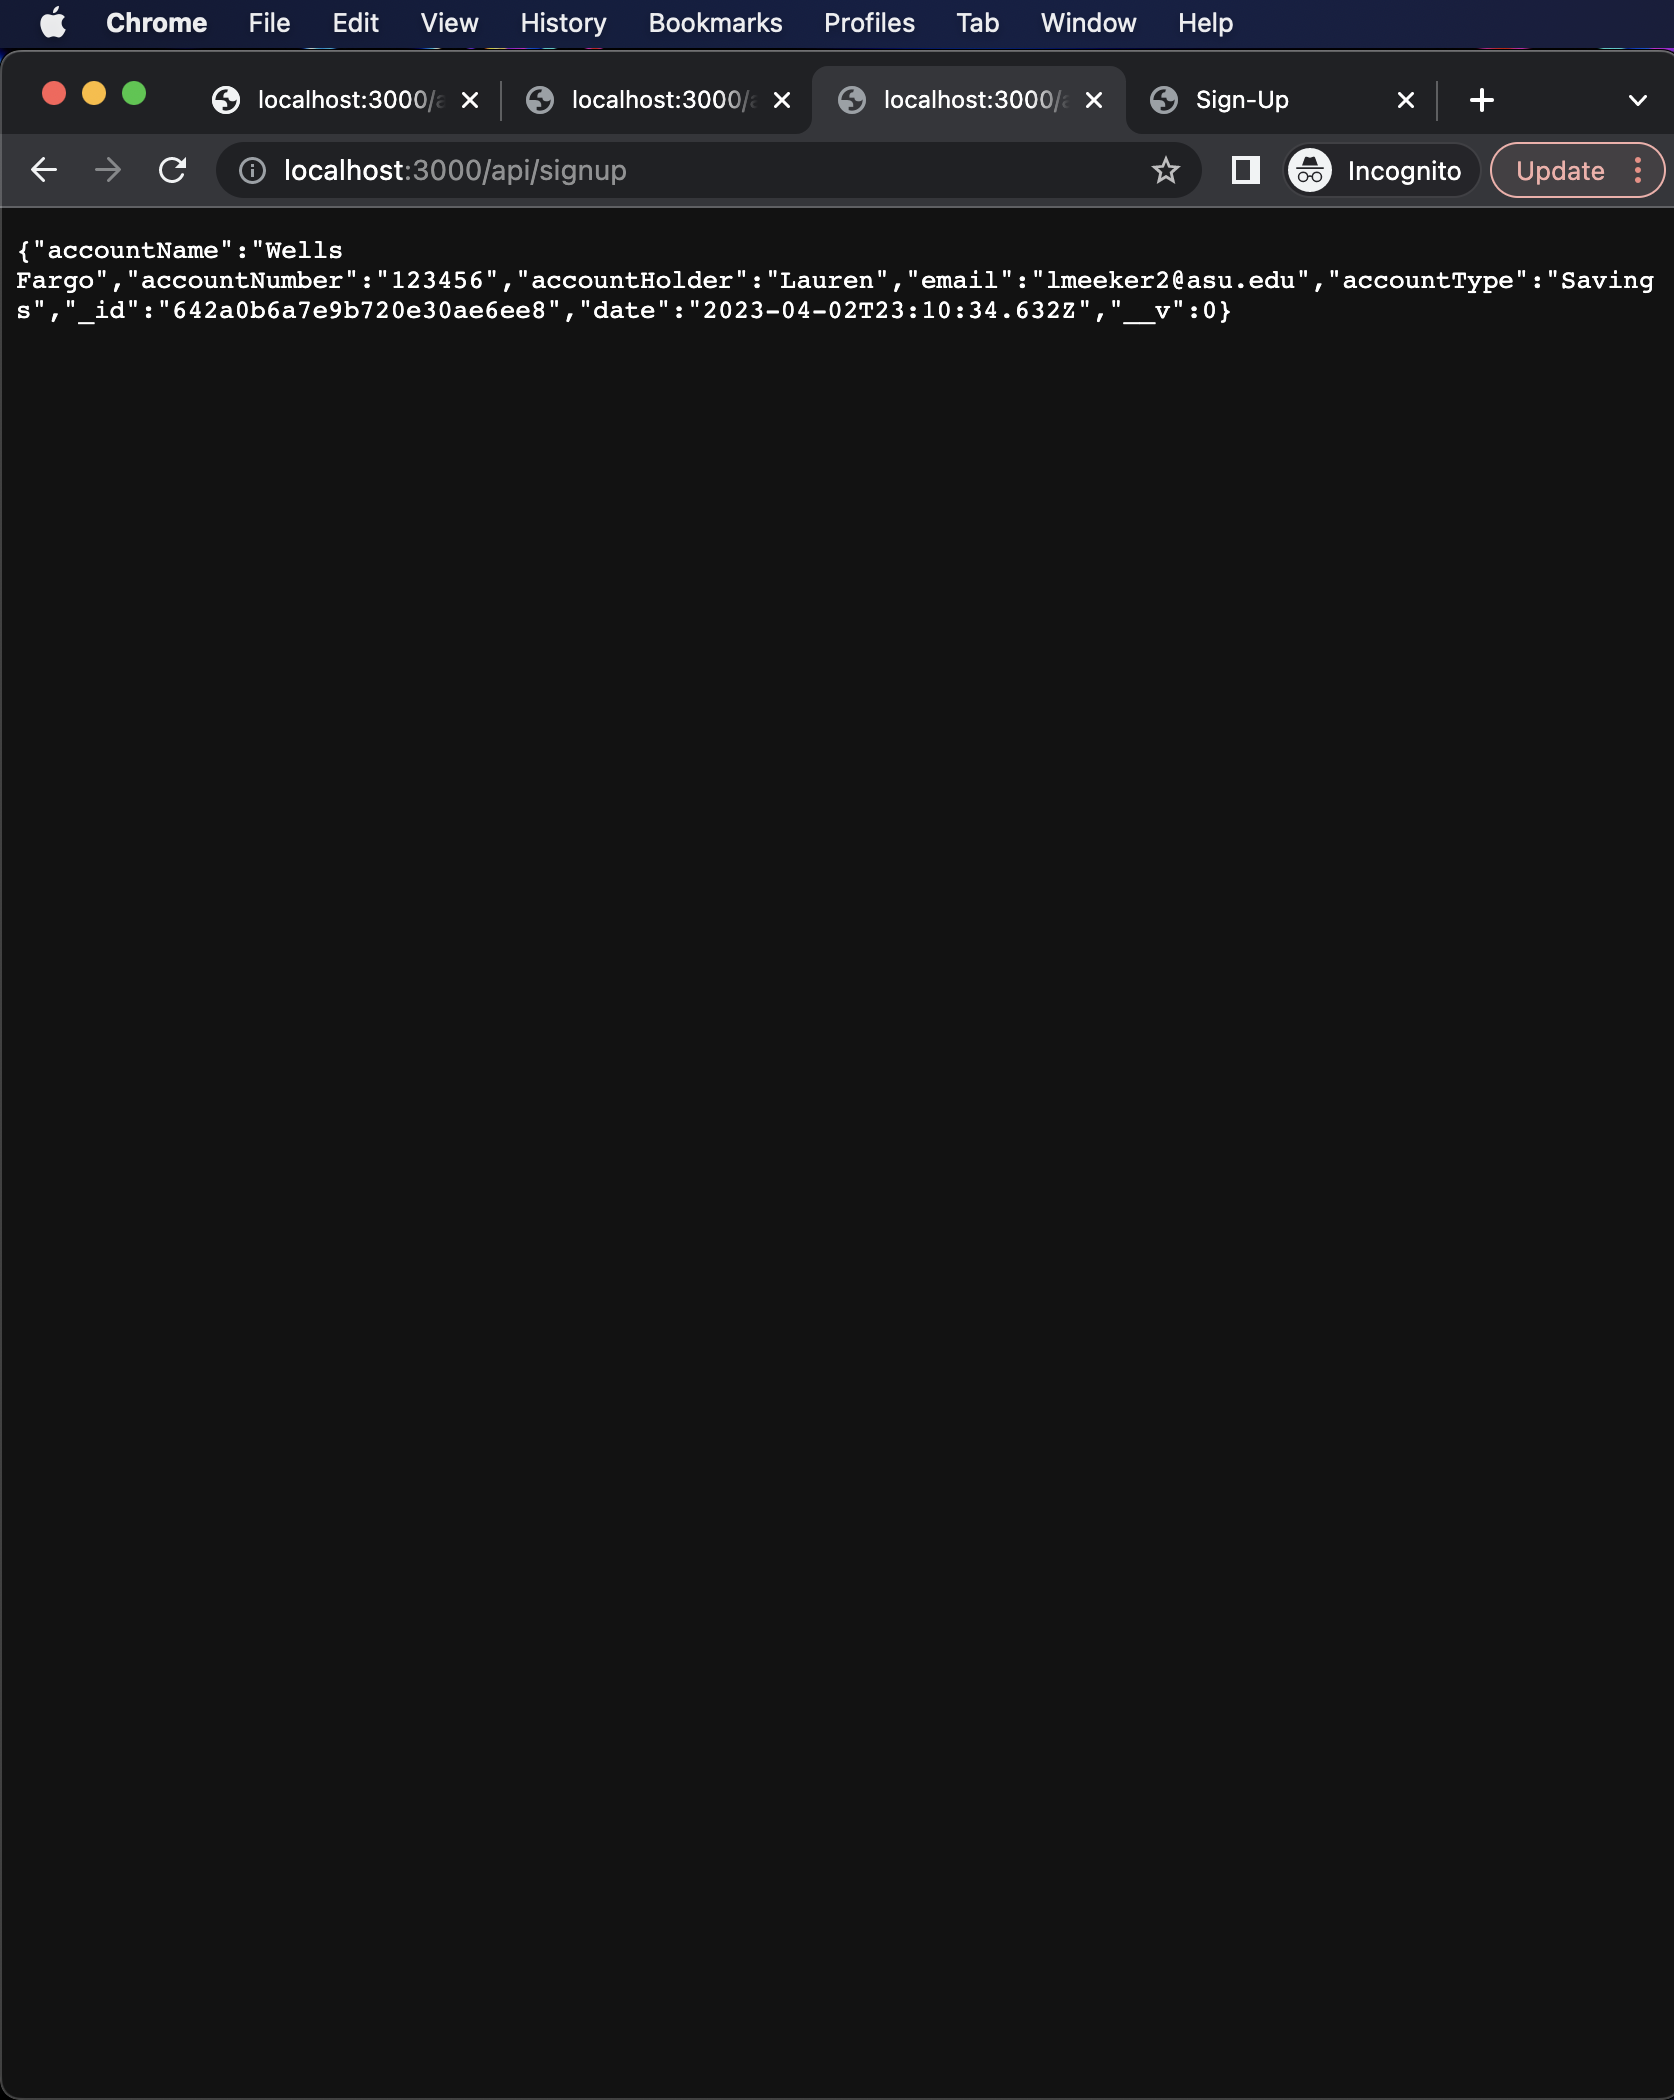 Chrome File Edit View History Bookmarks Profiles Tab Window Help
localhost:3000/ localhost:3000/ localhost:3000/ Sign-Up
localhost:3000/api/signup Incognito Update
{"accountName":"Wells
Fargo","accountNumber":"123456","accountHolder":"Lauren","email":"lmeeker2@asu.edu","accountType":"Saving
s","_id":"642a0b6a7e9b720e30ae6ee8","date":"2023-04-02T23:10:34.632Z","__v":0}